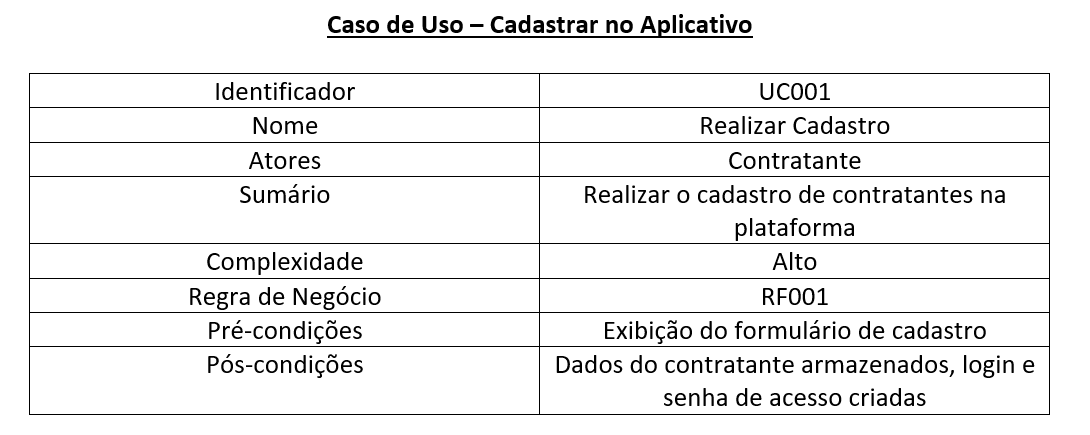 Caso de Uso – Cadastrar no Aplicativo
Identificador UC001
Nome Realizar Cadastro
Atores Contratante
Sumário Realizar o cadastro de contratantes na
plataforma
Complexidade Alto
Regra de Negócio RF001
Pré-condições Exibição do formulário de cadastro
Pós-condições Dados do contratante armazenados, login e
senha de acesso criadas